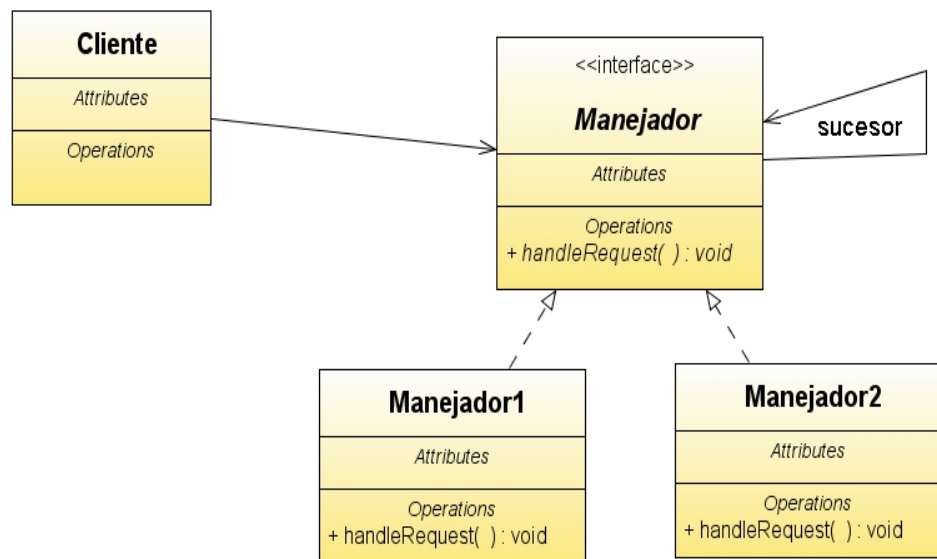 Cliente
Attributes
Operations
<<interface>>
Manejador
Attributes
Operations
+ handleRequest( ) : void
sucesor
Manejador1
Attributes
Operations
+ handleRequest( ) : void
Manejador2
Attributes
Operations
+ handleRequest( ) : void